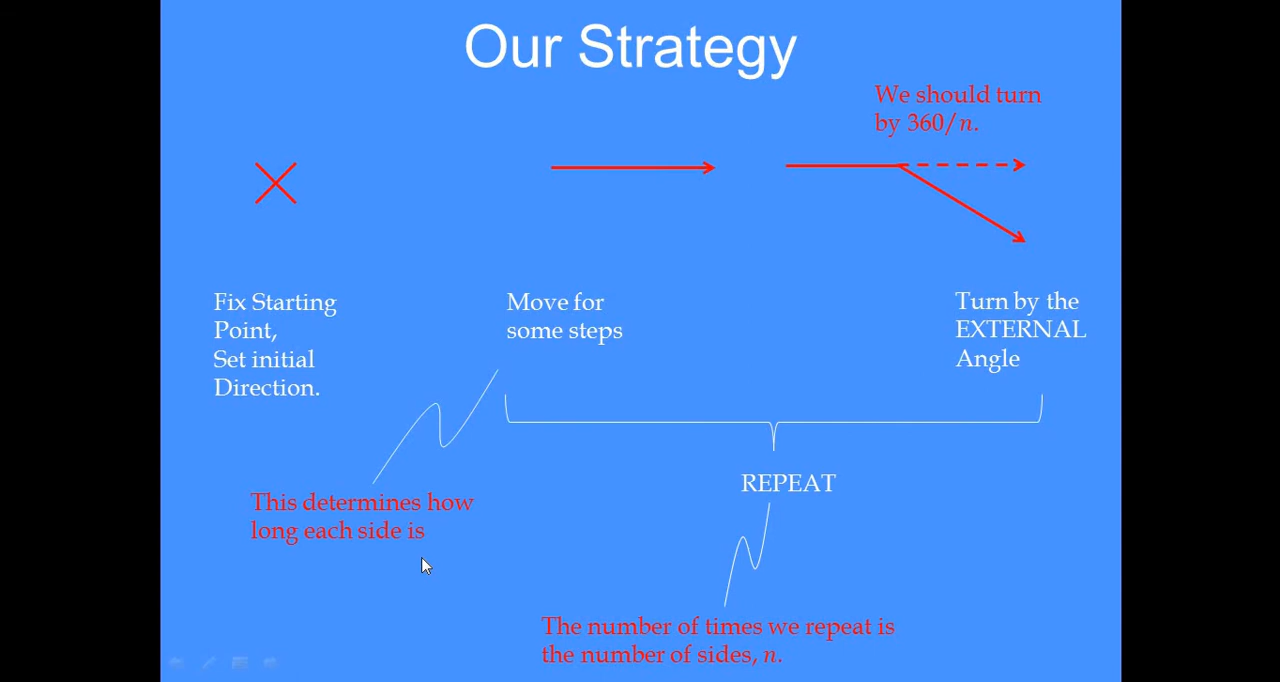 Our Strategy
We should turn
by 360/n.
Fix Starting
Point,
Set initial
Direction.
Move for
some steps
Turn by the
EXTERNAL
Angle
REPEAT
This determines how
long each side is
The number of times we repeat is
the number of sides, n.